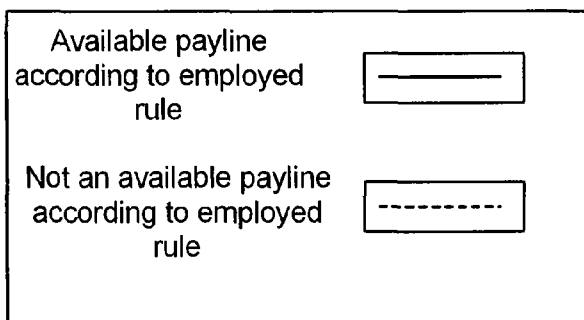 Available payline
according to employed
rule
Not an available payline
according to employed
rule